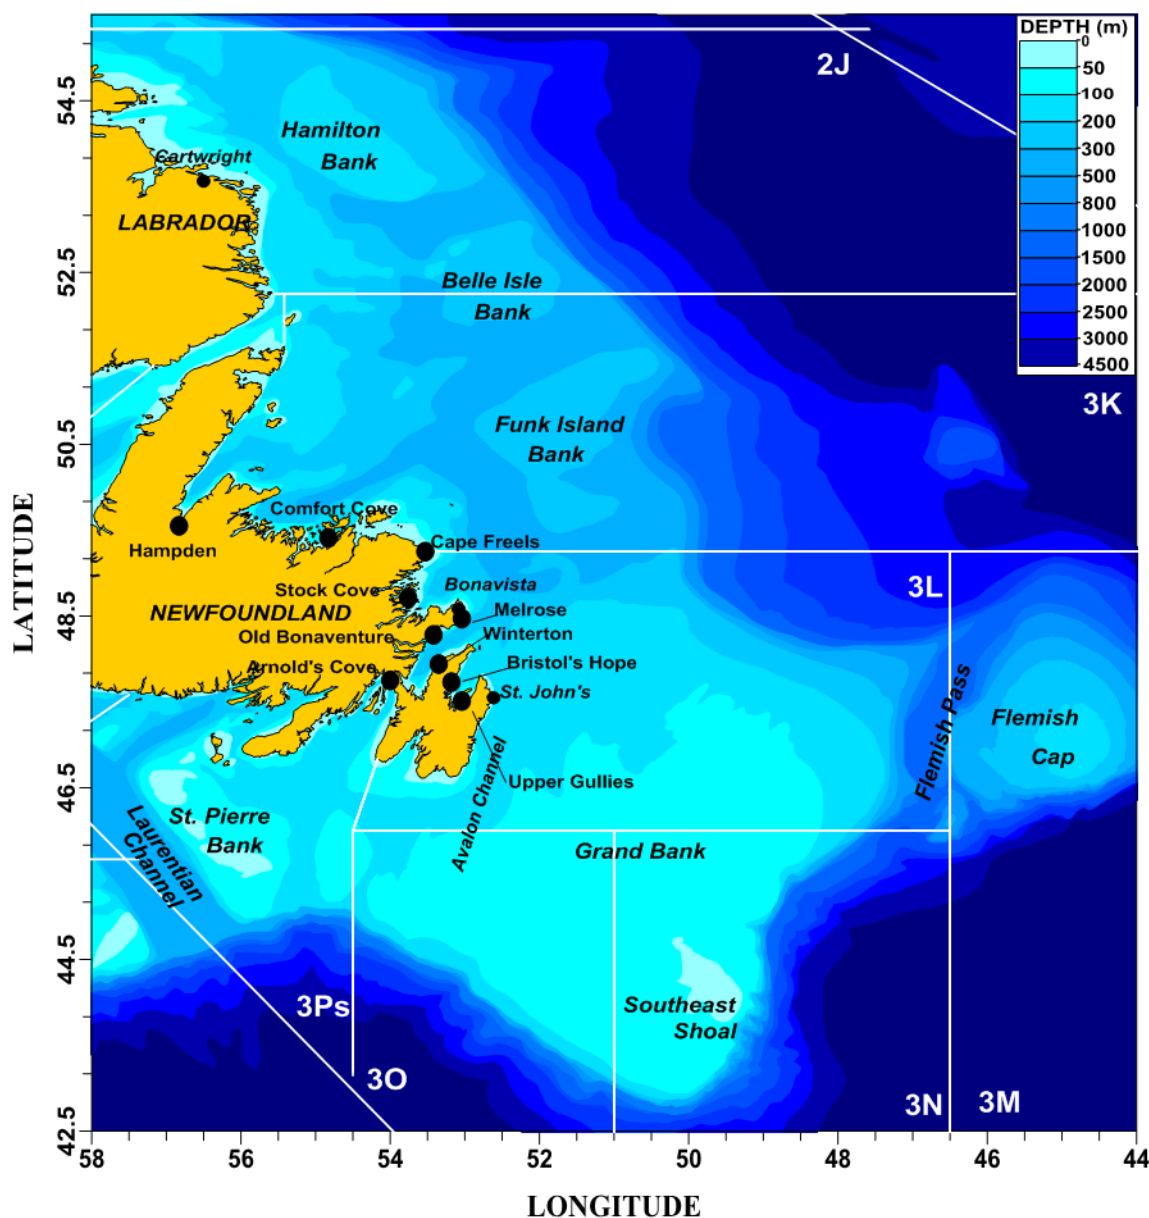 DEPTH (m)
0
50
100
200
300
500
800
1000
1500
2000
2500
3000
4500
2J
54.5
Hamilton
Bank
Cartwright
LABRADOR
52.5
Belle Isle
Bank
3K
Funk Island
Bank
50.5
LATITUDE
Comfort Cove
Hampden
Cape Freels
Stock Cove
Bonavista
3L
48.5
NEWFOUNDLAND
Melrose
Old Bonaventure
Winterton
Arnold's Cove
Bristol's Hope
St. John's
Flemish Pass
Flemish
Cap
Upper Gullies
46.5
Avalon Channel
St. Pierre
Bank
Laurentian
Channel
Grand Bank
44.5
3Ps
Southeast
Shoal
3O
3N
3M
42.5
58
56
54
52
50
48
46
44
LONGITUDE